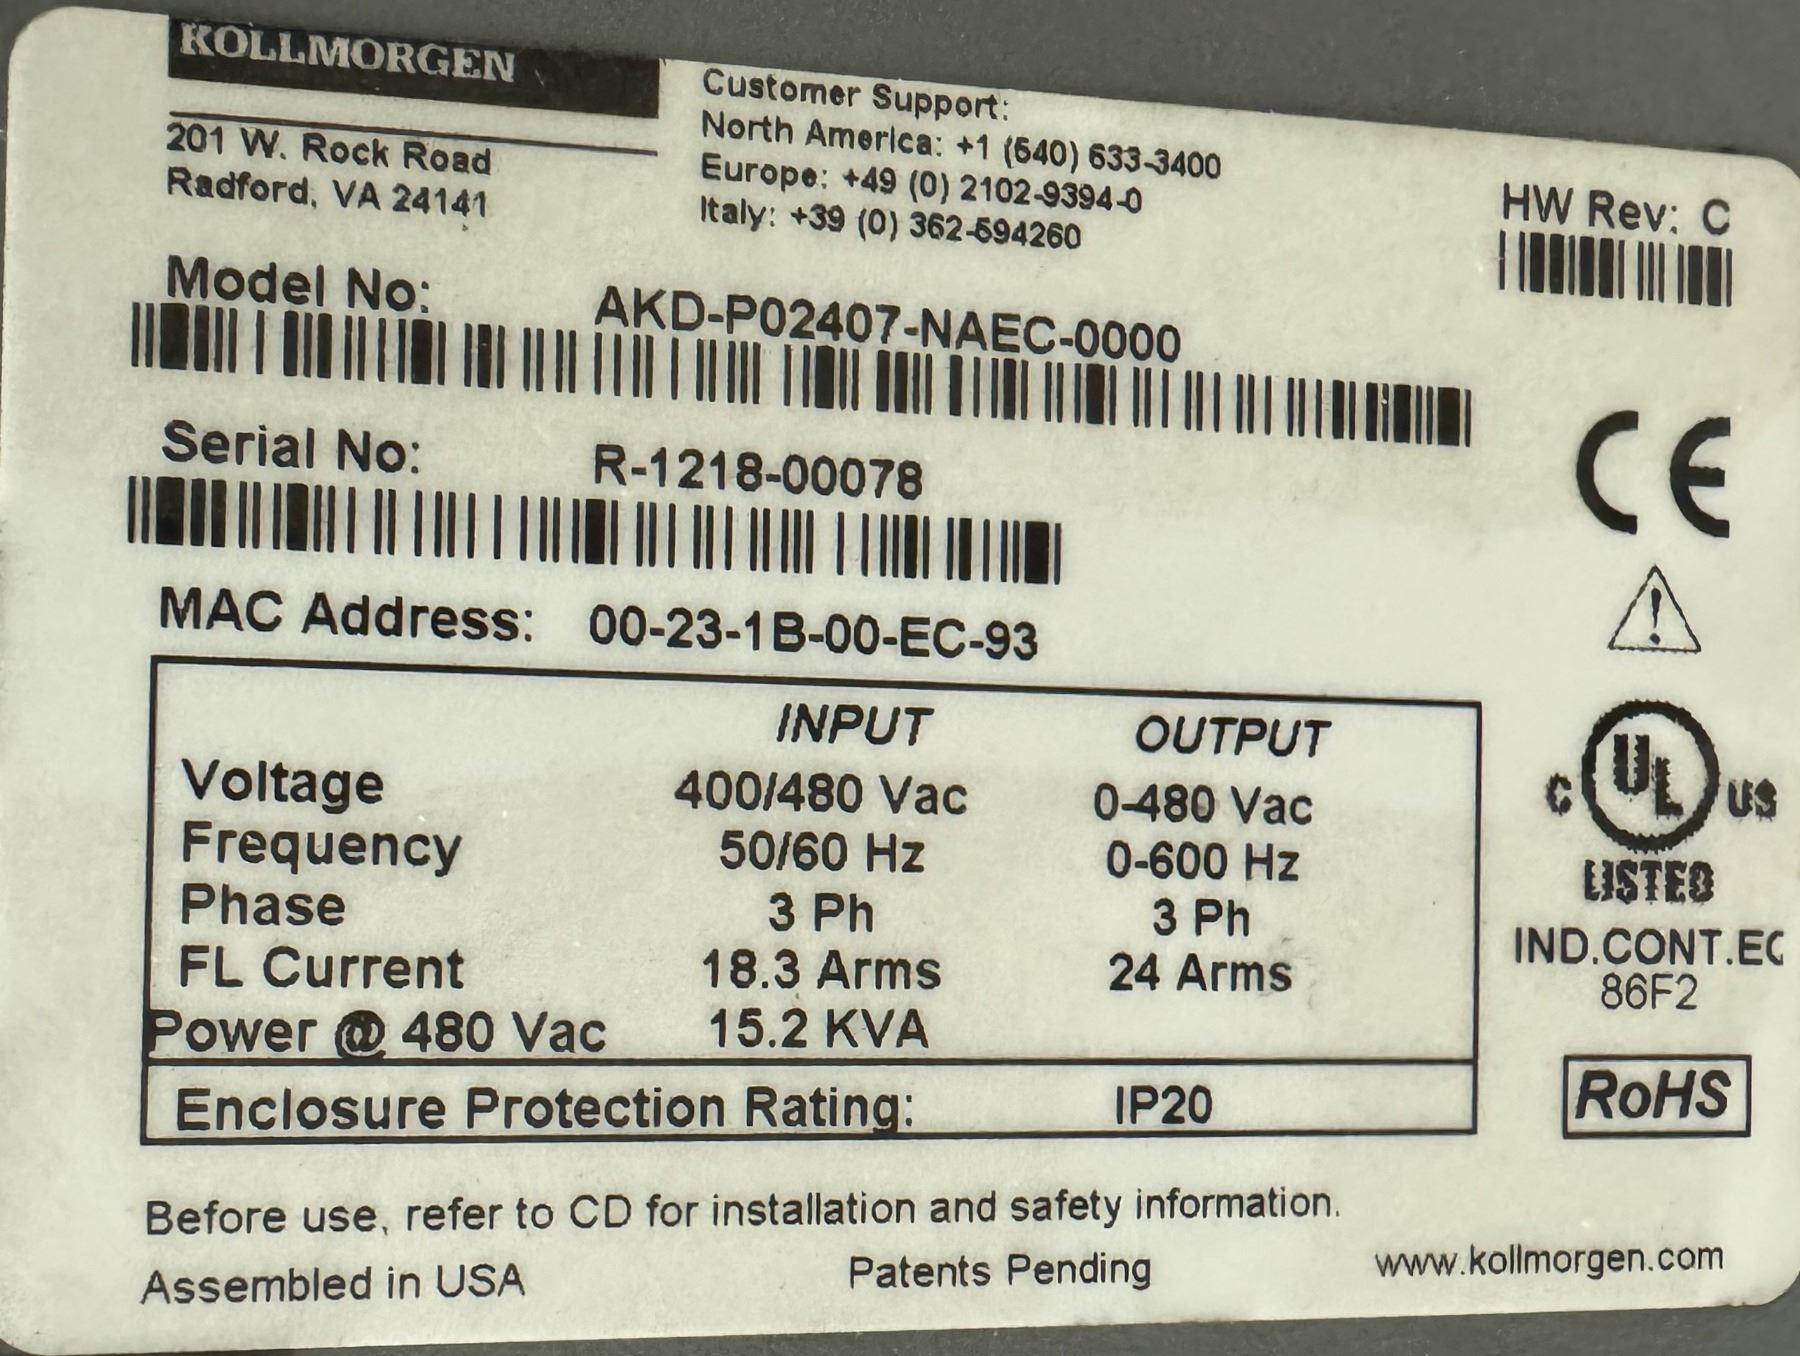 KOLLMORGEN
201 W. Rock Road
Radford, VA 24141
Customer Support:
North America: +1 (540) 633-3400
Europe: +49 (0) 2102-9394-0
Italy: +39 (0) 362-594260
HW Rev: C
Model No: AKD-P02407-NAEC-0000
Serial No: R-1218-00078
MAC Address: 00-23-1B-00-EC-93
INPUT OUTPUT
Voltage 400/480 Vac 0-480 Vac
Frequency 50/60 Hz 0-600 Hz
Phase 3 Ph 3 Ph
FL Current 18.3 Arms 24 Arms
Power @ 480 Vac 15.2 KVA
Enclosure Protection Rating: IP20
CE
C UL US
LISTED
IND.CONT.EQ
86F2
RoHS
Before use, refer to CD for installation and safety information.
Assembled in USA
Patents Pending
www.kollmorgen.com